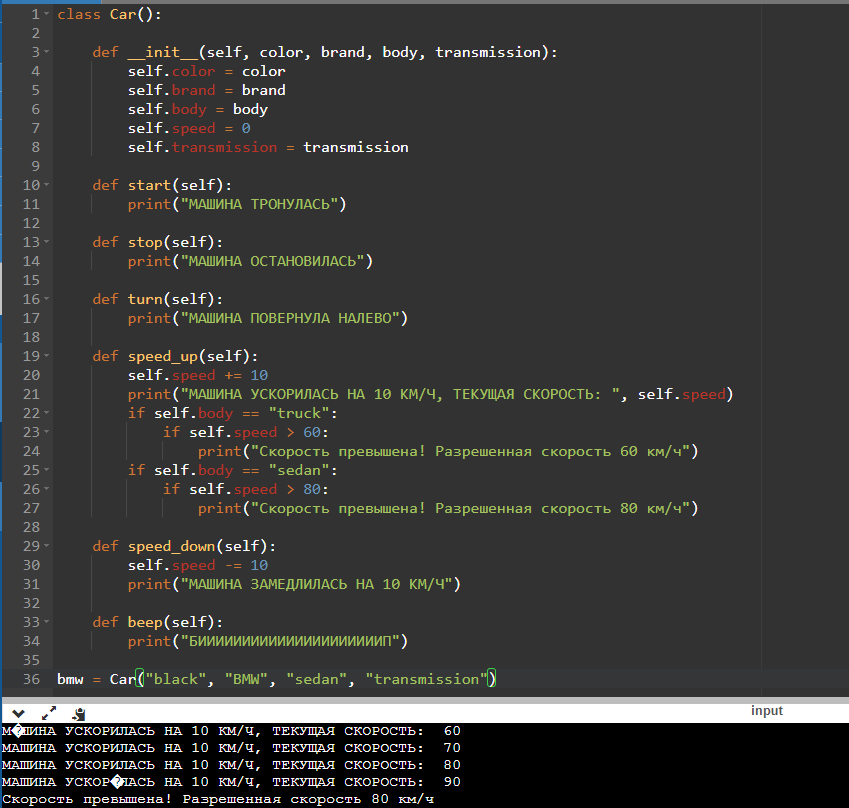 1 class Car():
2
3 def __init__(self, color, brand, body, transmission):
4 self.color = color
5 self.brand = brand
6 self.body = body
7 self.speed = 0
8 self.transmission = transmission
9
10 def start(self):
11 print("МАШИНА ТРОНУЛАСЬ")
12
13 def stop(self):
14 print("МАШИНА ОСТАНОВИЛАСЬ")
15
16 def turn(self):
17 print("МАШИНА ПОВЕРНУЛА НАЛЕВО")
18
19 def speed_up(self):
20 self.speed += 10
21 print("МАШИНА УСКОРИЛАСЬ НА 10 КМ/Ч, ТЕКУЩАЯ СКОРОСТЬ: ", self.speed)
22 if self.body == "truck":
23 if self.speed > 60:
24 print("Скорость превышена! Разрешенная скорость 60 км/ч")
25 if self.body == "sedan":
26 if self.speed > 80:
27 print("Скорость превышена! Разрешенная скорость 80 км/ч")
28
29 def speed_down(self):
30 self.speed -= 10
31 print("МАШИНА ЗАМЕДЛИЛАСЬ НА 10 КМ/Ч")
32
33 def beep(self):
34 print("БИИИИИИИИИИИИИИИИИИИИИП")
35
36 bmw = Car("black", "BMW", "sedan", "transmission")
input
М�ШИНА УСКОРИЛАСЬ НА 10 КМ/Ч, ТЕКУЩАЯ СКОРОСТЬ: 60
МАШИНА УСКОРИЛАСЬ НА 10 КМ/Ч, ТЕКУЩАЯ СКОРОСТЬ: 70
МАШИНА УСКОРИЛАСЬ НА 10 КМ/Ч, ТЕКУЩАЯ СКОРОСТЬ: 80
МАШИНА УСКОР�ЛАСЬ НА 10 КМ/Ч, ТЕКУЩАЯ СКОРОСТЬ: 90
Скорость превышена! Разрешенная скорость 80 км/ч